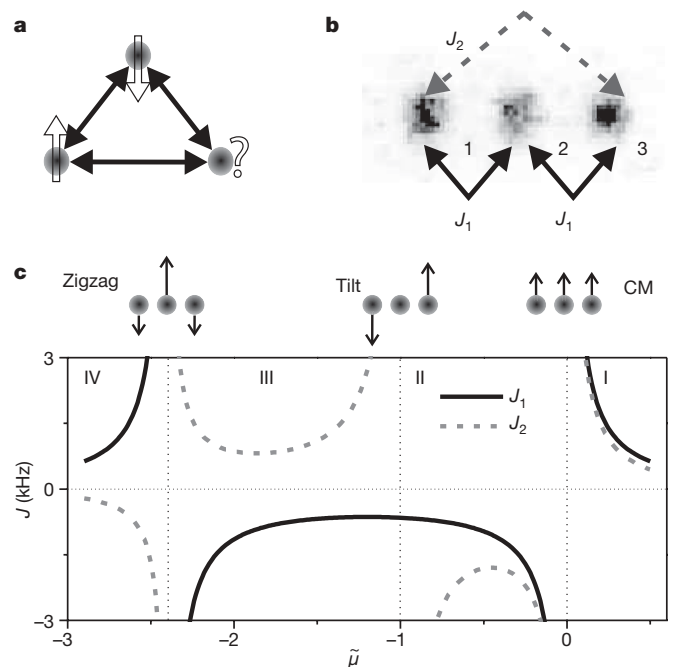 a
b
?
J₂
1
2
3
J₁
J₁
c
Zigzag
Tilt
CM
3
IV
III
II
I
J₁
J₂
0
J (kHz)
−3
−3
−2
−1
0
μ̃